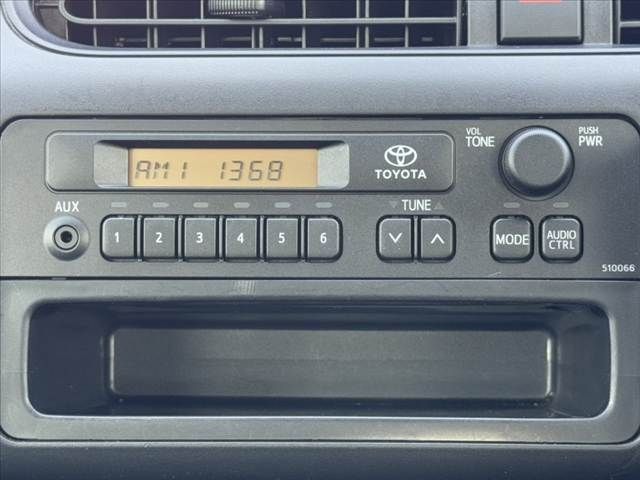 AM1 1368
TOYOTA
VOL
TONE
PUSH
PWR
AUX
1 2 3 4 5 6
TUNE
MODE
AUDIO
CTRL
510066